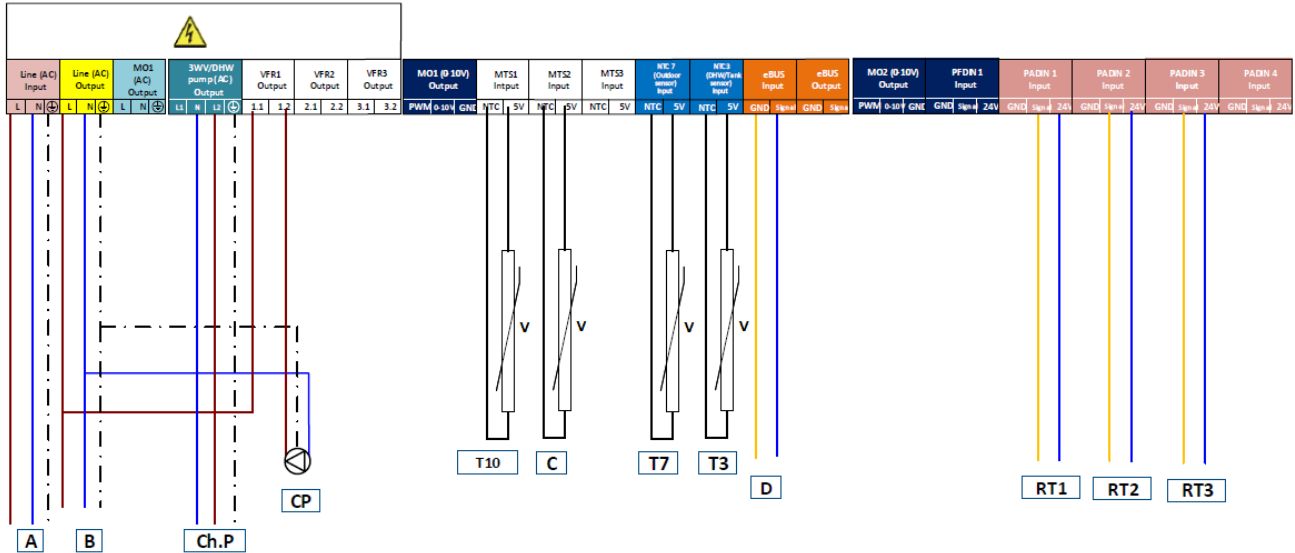 Line (AC) Input
Line (AC) Output
MO1 (AC) Output
3WV/DHW pump (AC) Output
VFR1 Output
VFR2 Output
VFR3 Output
MO1 (0-10V) Output
MTS1 Input
MTS2 Input
MTS3 Input
NTC 7 (Outdoor sensor) Input
NTC3 (DHW/Tank sensor) Input
eBUS Input
eBUS Output
MO2 (0-10V) Output
PFDIN 1 Input
PADIN 1 Input
PADIN 2 Input
PADIN 3 Input
PADIN 4 Input
L N L N L N L1 N L2 1.1 1.2 2.1 2.2 3.1 3.2 PWM 0-10V GND NTC 5V NTC 5V NTC 5V NTC 5V NTC 5V GND Signal GND Signal PWM 0-10V GND GND Signal 24V GND Signal 24V GND Signal 24V GND Signal 24V GND Signal 24V
V V V V
T10 C T7 T3 D RT1 RT2 RT3
CP
A B Ch.P